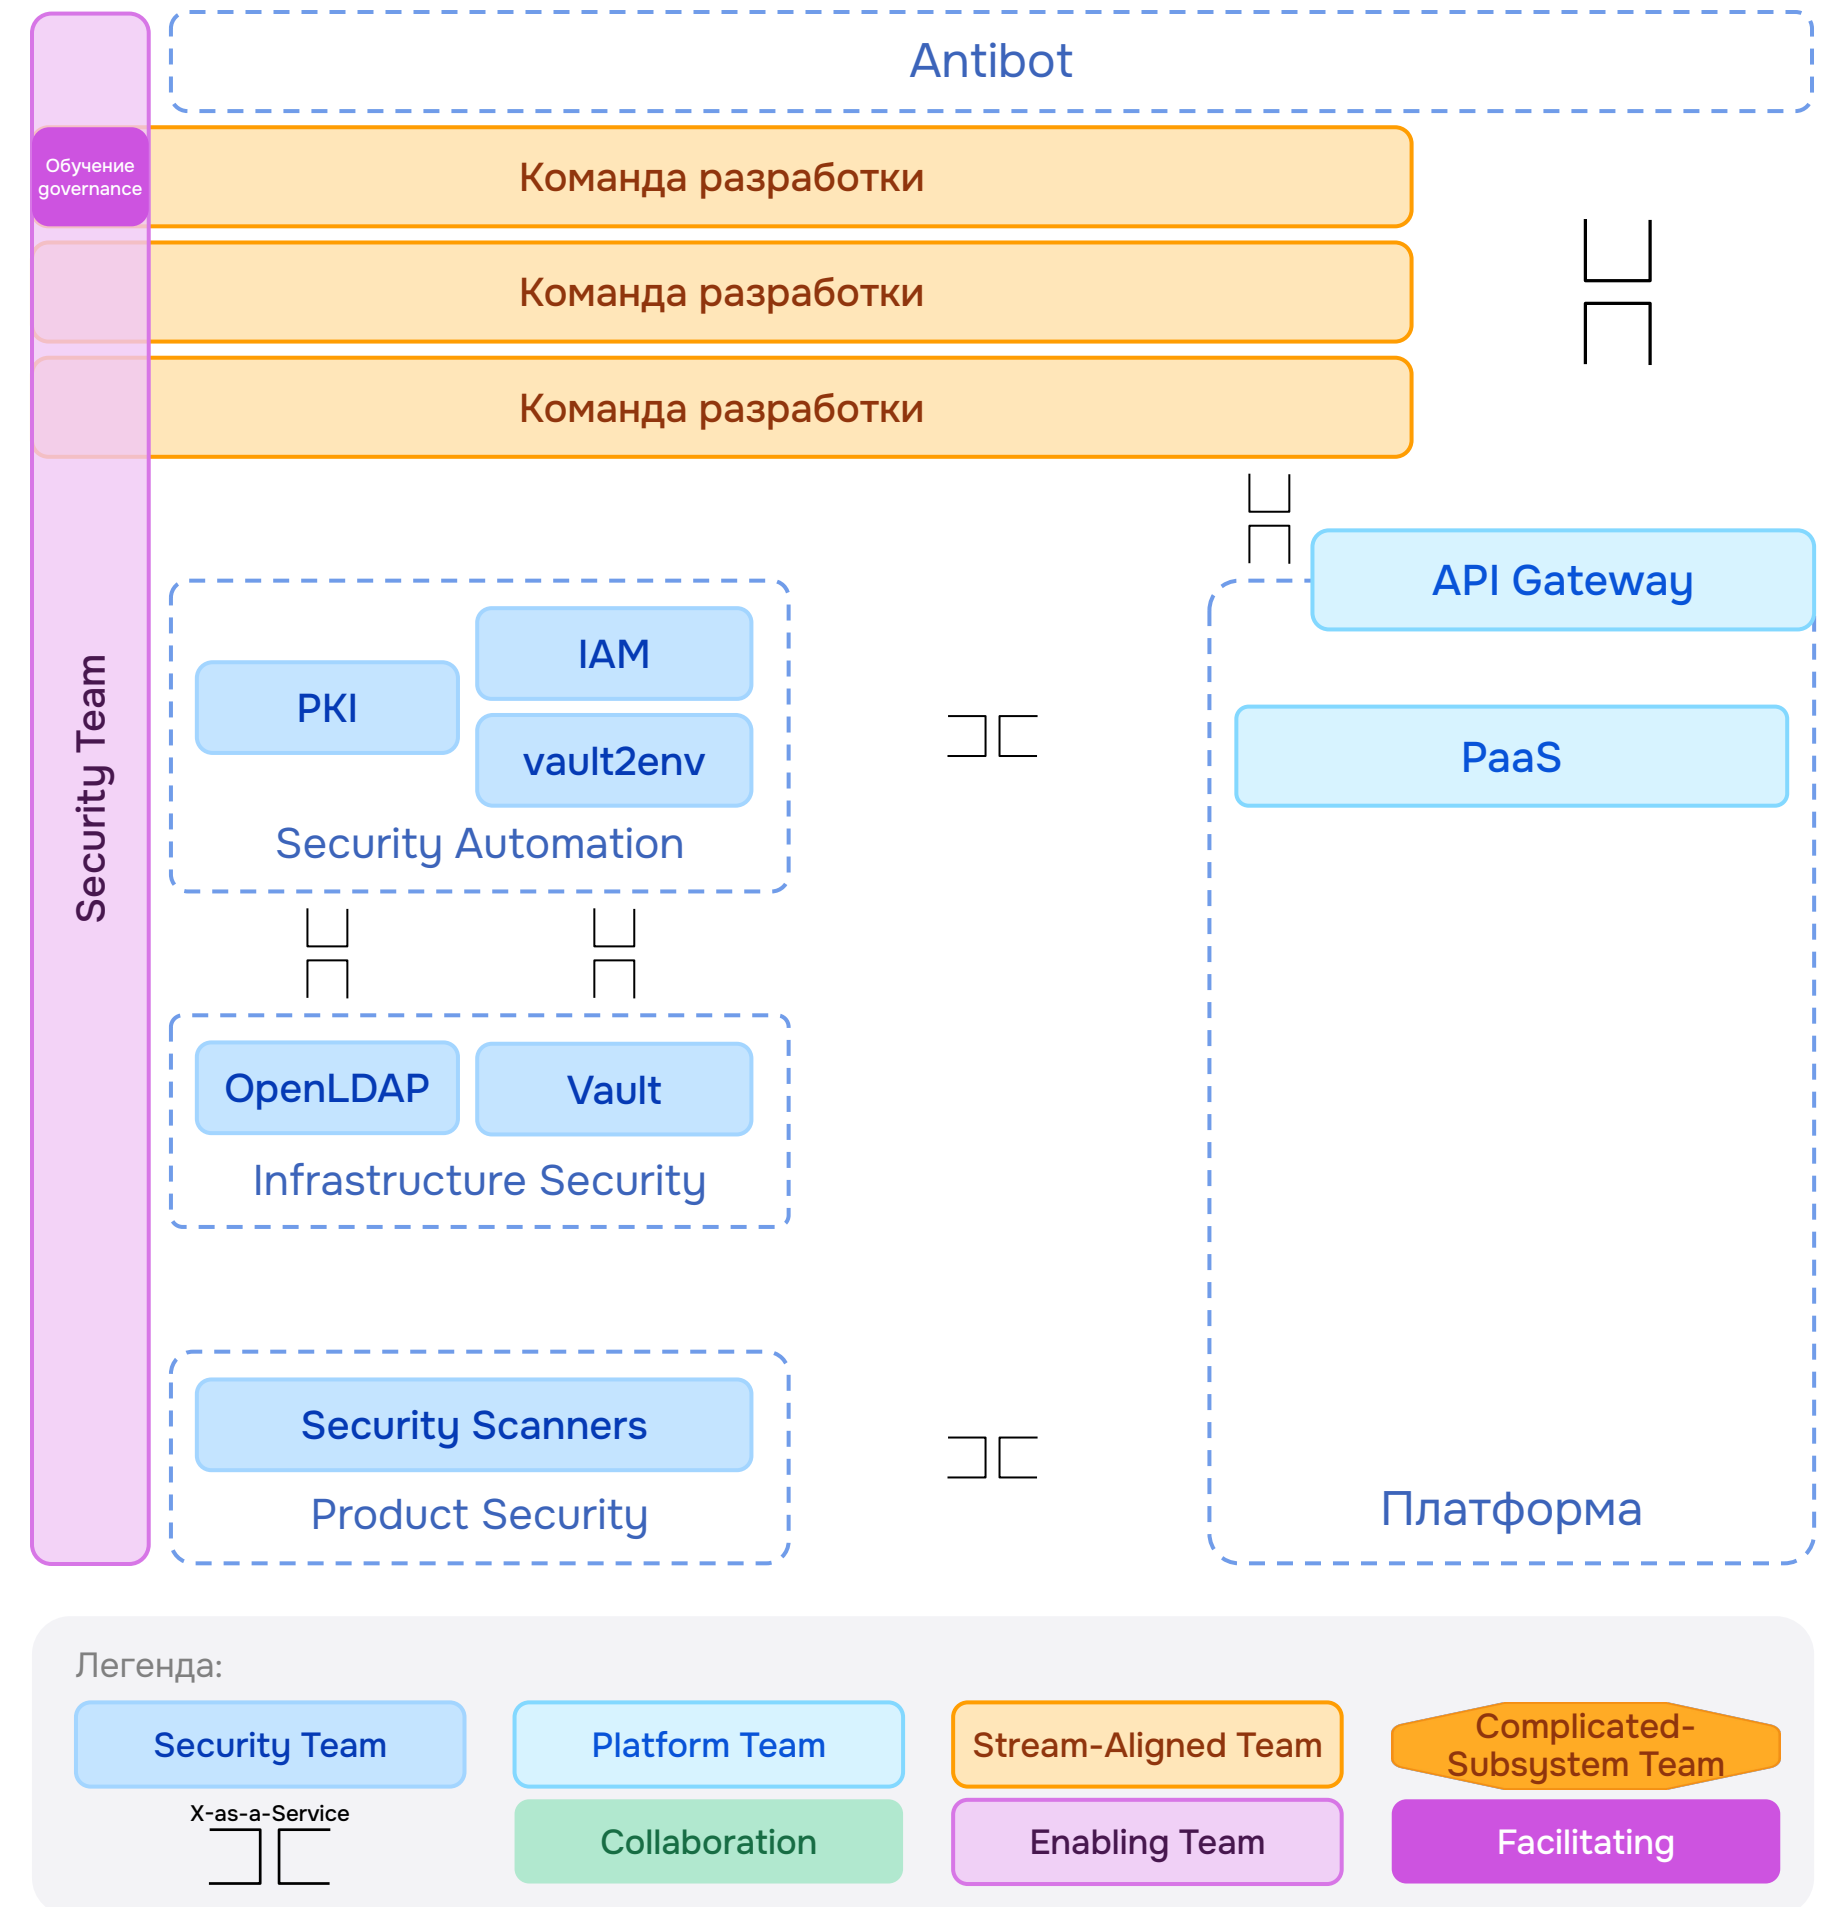 Antibot
Обучение
governance
Команда разработки
Команда разработки
Команда разработки
Security Team
API Gateway
IAM
PKI
vault2env
Security Automation
PaaS
OpenLDAP
Vault
Infrastructure Security
Security Scanners
Product Security
Платформа
Легенда:
Security Team
Platform Team
Stream-Aligned Team
Complicated-
Subsystem Team
X-as-a-Service
Collaboration
Enabling Team
Facilitating